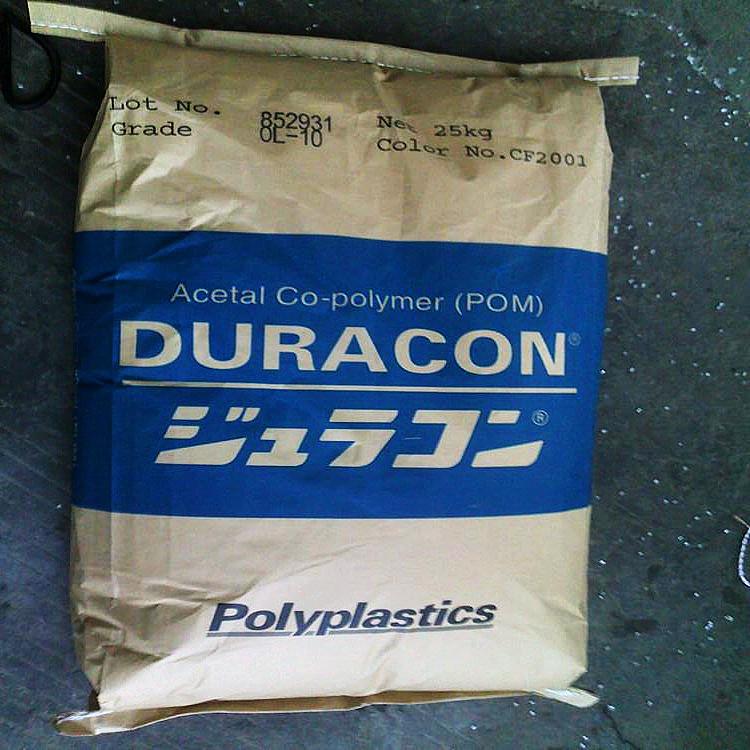 Lot No. 852931 Net 25kg
Grade 0L-10 Color No.CF2001
Acetal Co-polymer (POM)
DURACON®
ジュラコン®
Polyplastics